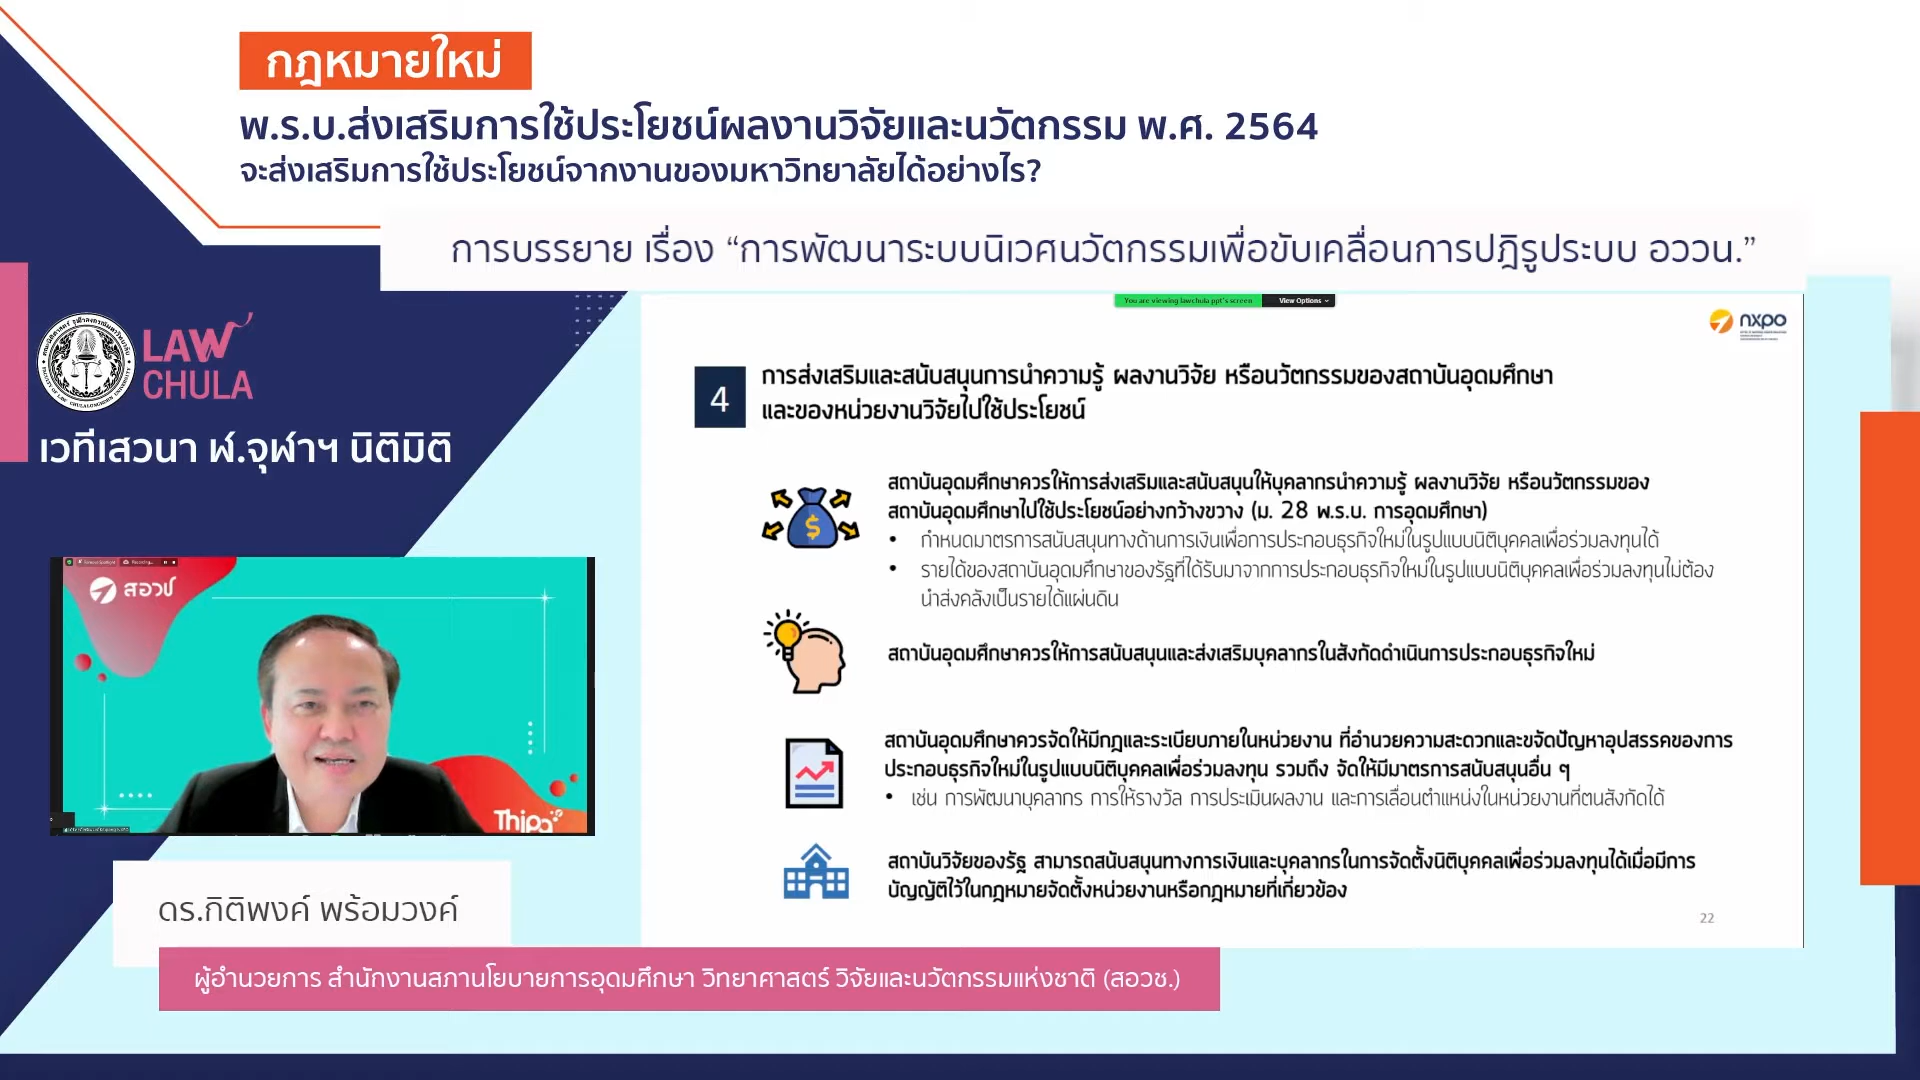 กฎหมายใหม่
พ.ร.บ.ส่งเสริมการใช้ประโยชน์ผลงานวิจัยและนวัตกรรม พ.ศ. 2564
จะส่งเสริมการใช้ประโยชน์จากงานของมหาวิทยาลัยได้อย่างไร?
การบรรยาย เรื่อง “การพัฒนาระบบนิเวศนวัตกรรมเพื่อขับเคลื่อนการปฎิรูประบบ อววน.”
LAW
CHULA
เวทีเสวนา ฬ.จุฬาฯ นิติมิติ
You are viewing lawchula ppt's screen
View Options
nxpo
4
การส่งเสริมและสนับสนุนการนำความรู้ ผลงานวิจัย หรือนวัตกรรมของสถาบันอุดมศึกษา
และของหน่วยงานวิจัยไปใช้ประโยชน์
สถาบันอุดมศึกษาควรให้การส่งเสริมและสนับสนุนให้บุคลากรนำความรู้ ผลงานวิจัย หรือนวัตกรรมของ
สถาบันอุดมศึกษาไปใช้ประโยชน์อย่างกว้างขวาง (ม. 28 พ.ร.บ. การอุดมศึกษา)
• กำหนดมาตรการสนับสนุนทางด้านการเงินเพื่อการประกอบธุรกิจใหม่ในรูปแบบนิติบุคคลเพื่อร่วมลงทุนได้
• รายได้ของสถาบันอุดมศึกษาของรัฐที่ได้รับมาจากการประกอบธุรกิจใหม่ในรูปแบบนิติบุคคลเพื่อร่วมลงทุนไม่ต้อง
นำส่งคลังเป็นรายได้แผ่นดิน
สถาบันอุดมศึกษาควรให้การสนับสนุนและส่งเสริมบุคลากรในสังกัดดำเนินการประกอบธุรกิจใหม่
สถาบันอุดมศึกษาควรจัดให้มีกฎและระเบียบภายในหน่วยงาน ที่อำนวยความสะดวกและขจัดปัญหาอุปสรรคของการ
ประกอบธุรกิจใหม่ในรูปแบบนิติบุคคลเพื่อร่วมลงทุน รวมถึง จัดให้มีมาตรการสนับสนุนอื่น ๆ
• เช่น การพัฒนาบุคลากร การให้รางวัล การประเมินผลงาน และการเลื่อนตำแหน่งในหน่วยงานที่ตนสังกัดได้
สถาบันวิจัยของรัฐ สามารถสนับสนุนทางการเงินและบุคลากรในการจัดตั้งนิติบุคคลเพื่อร่วมลงทุนได้เมื่อมีการ
บัญญัติไว้ในกฎหมายจัดตั้งหน่วยงานหรือกฎหมายที่เกี่ยวข้อง
22
สอวช
Thipa
ดร.กิติพงค์ พร้อมวงค์
ผู้อำนวยการ สำนักงานสภานโยบายการอุดมศึกษา วิทยาศาสตร์ วิจัยและนวัตกรรมแห่งชาติ (สอวช.)